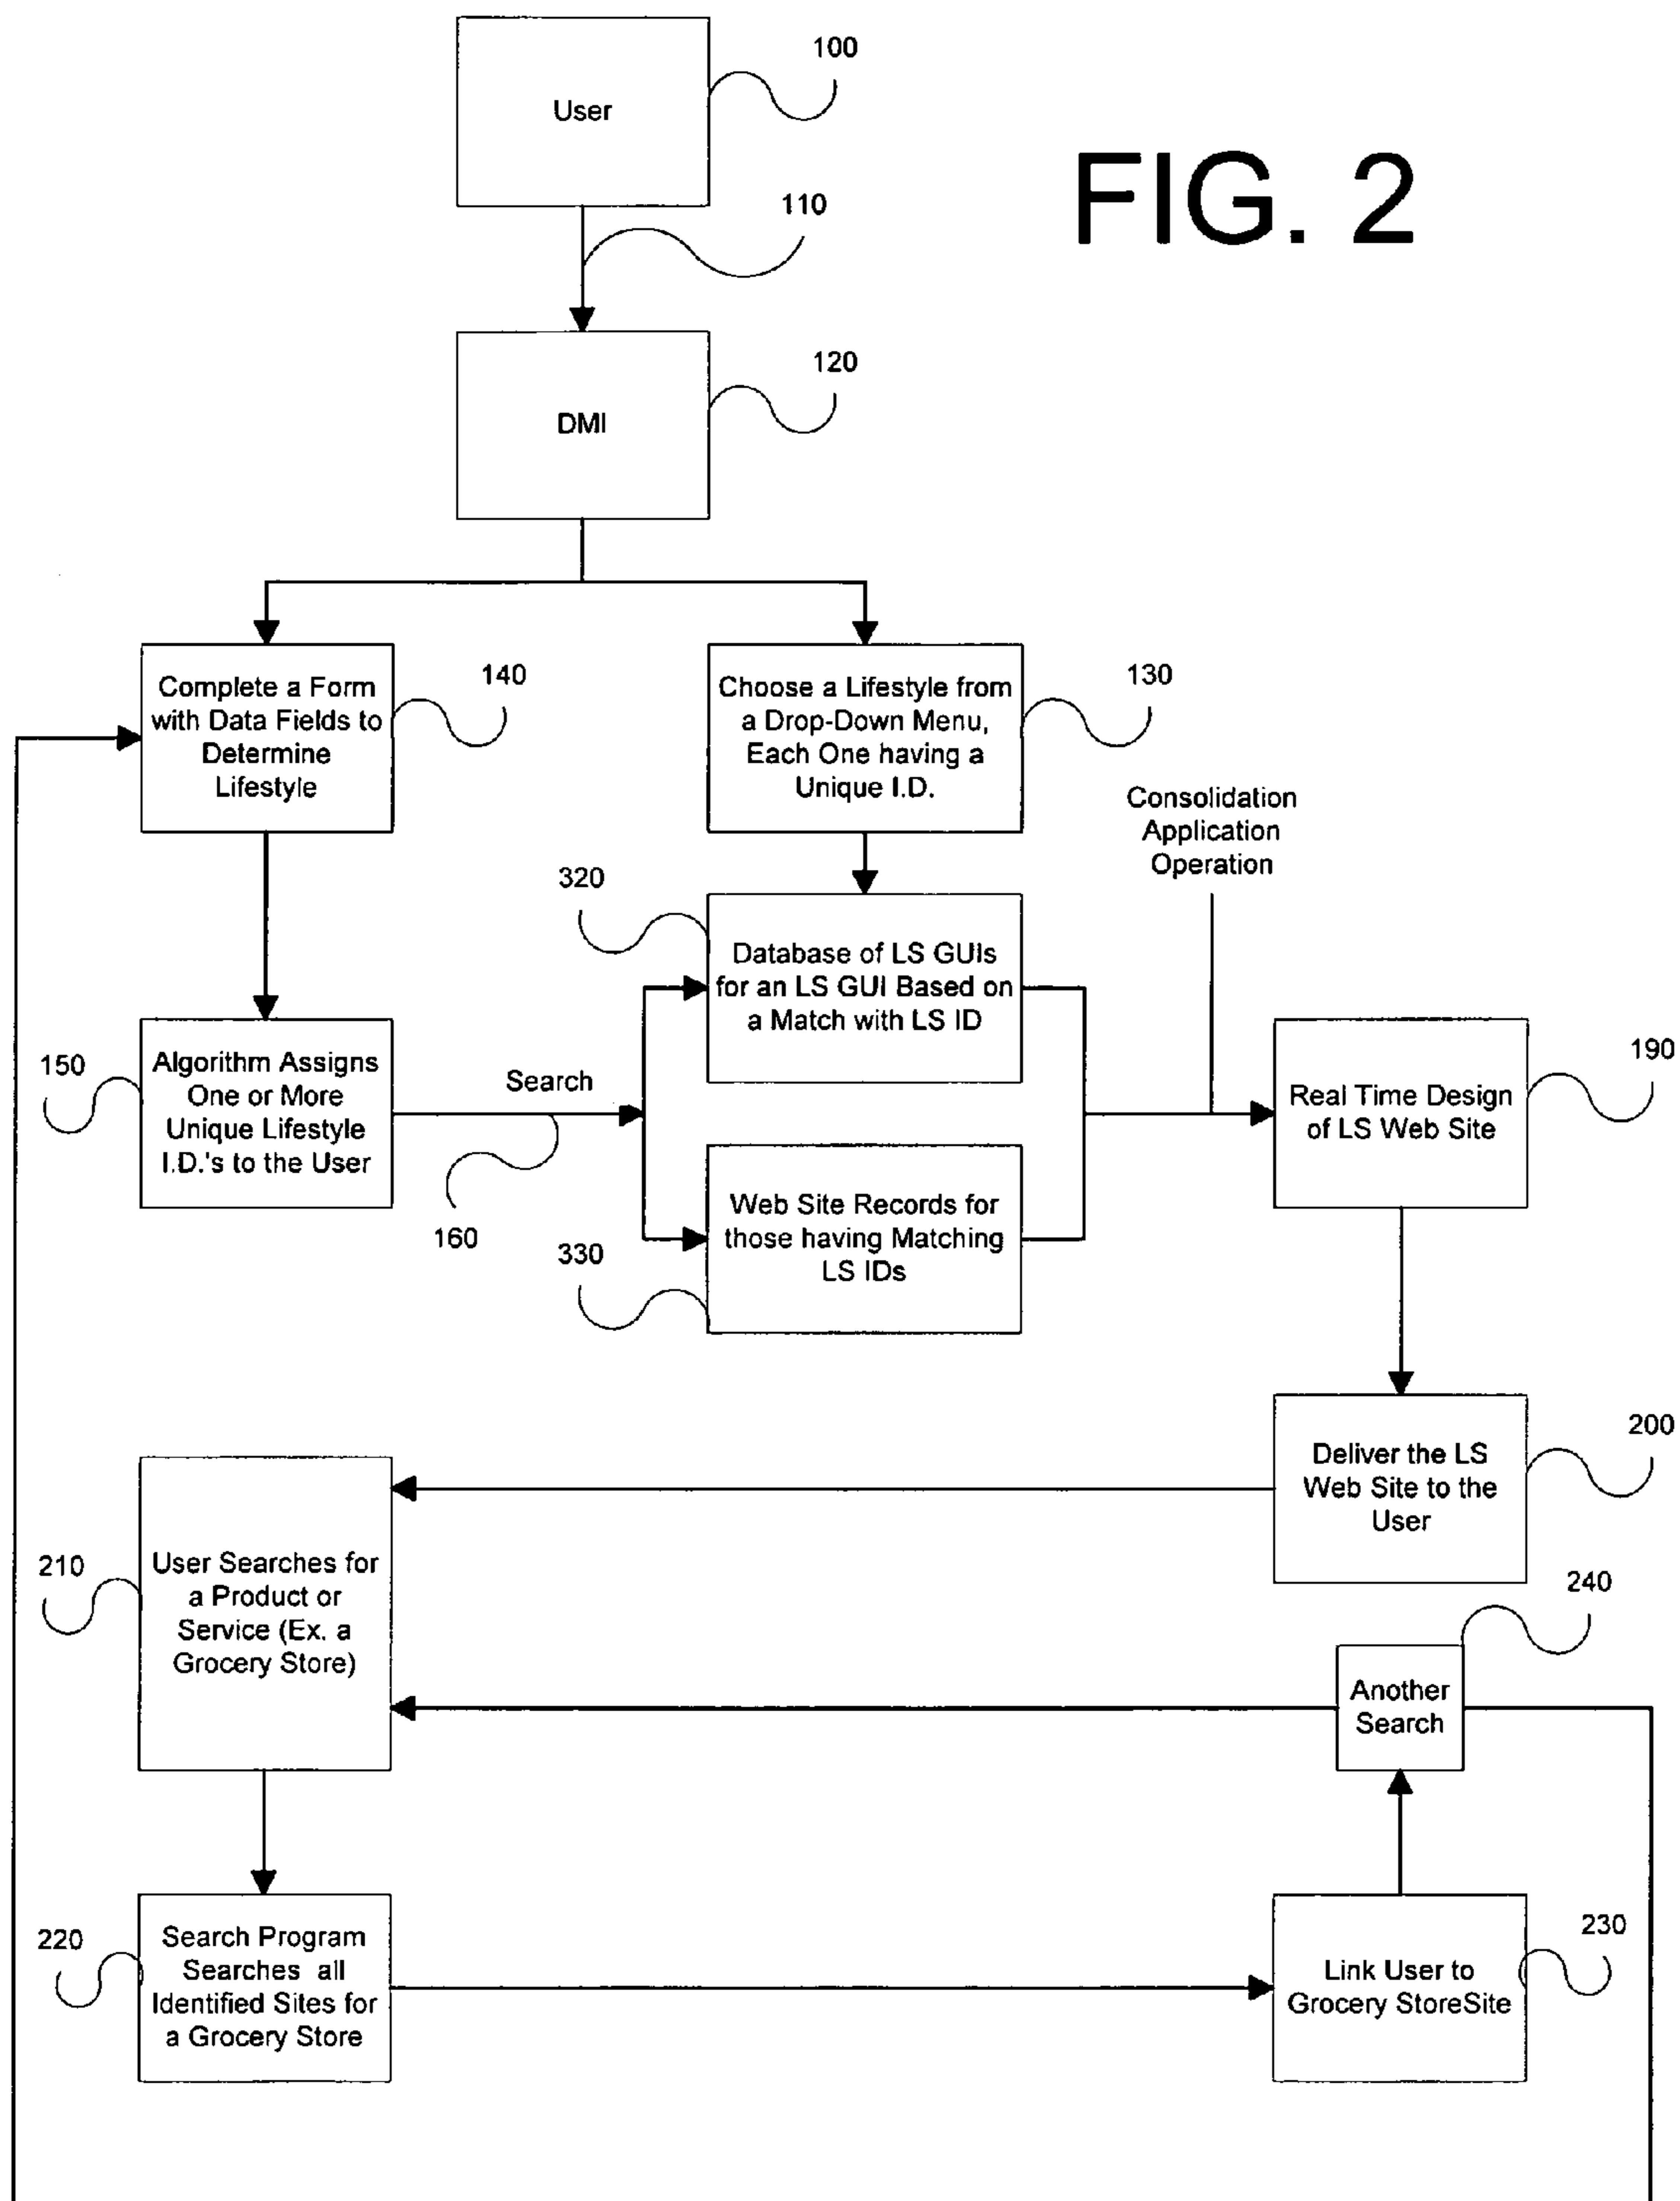 100
User
FIG. 2
110
120
DMI
140
Complete a Form
with Data Fields to
Determine
Lifestyle
130
Choose a Lifestyle from
a Drop-Down Menu,
Each One having a
Unique I.D.
Consolidation
Application
Operation
320
Database of LS GUIs
for an LS GUI Based on
a Match with LS ID
150
Algorithm Assigns
One or More
Unique Lifestyle
I.D.'s to the User
Search
160
190
Real Time Design
of LS Web Site
330
Web Site Records for
those having Matching
LS IDs
200
Deliver the LS
Web Site to the
User
210
User Searches for
a Product or
Service (Ex. a
Grocery Store)
240
Another
Search
220
Search Program
Searches all
Identified Sites for
a Grocery Store
230
Link User to
Grocery StoreSite